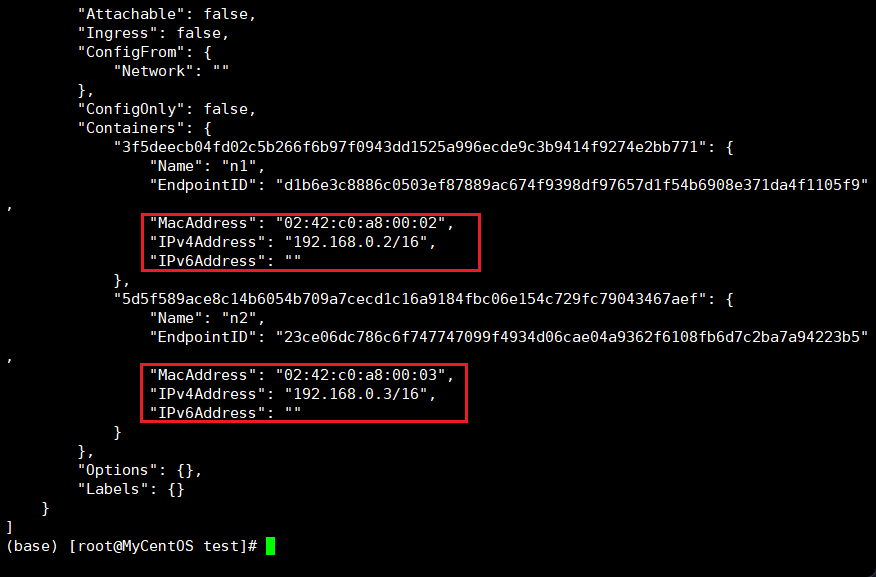 "Attachable": false,
        "Ingress": false,
        "ConfigFrom": {
            "Network": ""
        },
        "ConfigOnly": false,
        "Containers": {
            "3f5deecb04fd02c5b266f6b97f0943dd1525a996ecde9c3b9414f9274e2bb771": {
                "Name": "n1",
                "EndpointID": "d1b6e3c8886c0503ef87889ac674f9398df97657d1f54b6908e371da4f1105f9"
,
                "MacAddress": "02:42:c0:a8:00:02",
                "IPv4Address": "192.168.0.2/16",
                "IPv6Address": ""
            },
            "5d5f589ace8c14b6054b709a7cecd1c16a9184fbc06e154c729fc79043467aef": {
                "Name": "n2",
                "EndpointID": "23ce06dc786c6f747747099f4934d06cae04a9362f6108fb6d7c2ba7a94223b5"
,
                "MacAddress": "02:42:c0:a8:00:03",
                "IPv4Address": "192.168.0.3/16",
                "IPv6Address": ""
            }
        },
        "Options": {},
        "Labels": {}
    }
]
(base) [root@MyCentOS test]#